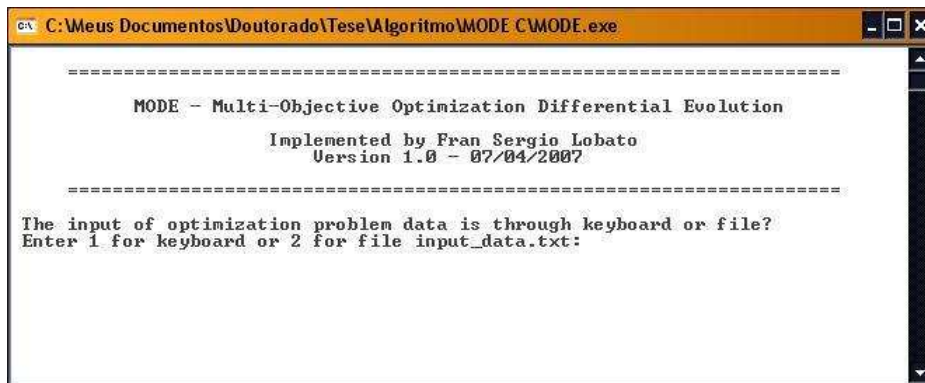 C:\Meus Documentos\Doutorado\Tese\Algoritmo\MODE C\MODE.exe
======================================================================
MODE - Multi-Objective Optimization Differential Evolution
Implemented by Fran Sergio Lobato
Version 1.0 - 07/04/2007
======================================================================
The input of optimization problem data is through keyboard or file?
Enter 1 for keyboard or 2 for file input_data.txt: